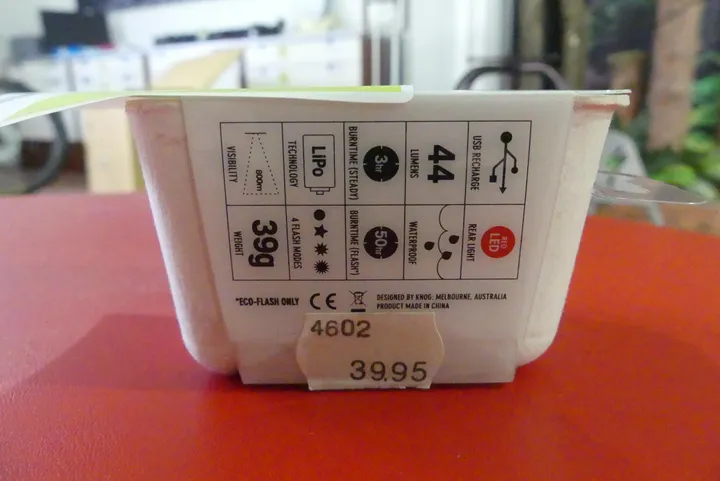 USB RECHARGE
RED
LED
REAR LIGHT
44
LUMENS
WATERPROOF
3hr
BURNTIME (STEADY)
50hr
BURNTIME (FLASH*)
LiPo
TECHNOLOGY
4 FLASH MODES
800m
VISIBILITY
39g
WEIGHT
*ECO-FLASH ONLY
CE
DESIGNED BY KNOG, MELBOURNE, AUSTRALIA
PRODUCT MADE IN CHINA
4602
39.95